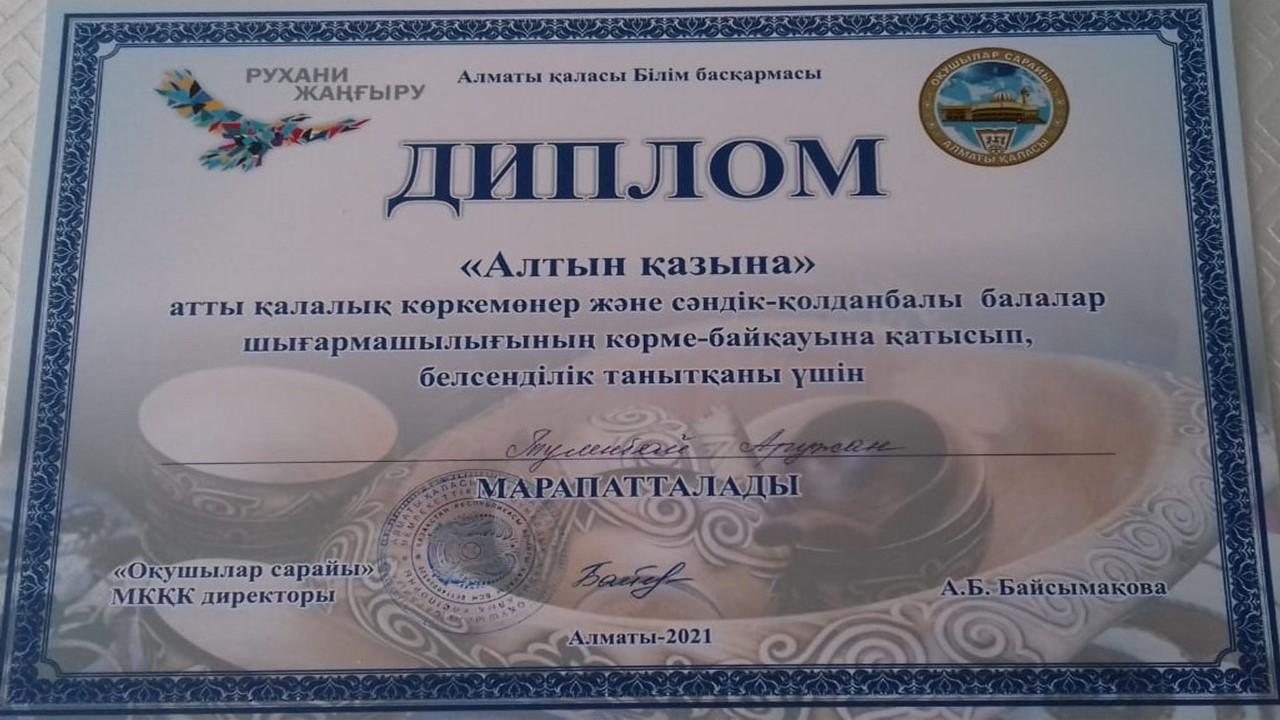 РУХАНИ
ЖАҢҒЫРУ
Алматы қаласы Білім басқармасы
ОҚУШЫЛАР САРАЙЫ
АЛМАТЫ ҚАЛАСЫ
ДИПЛОМ
«Алтын қазына»
атты қалалық көркемөнер және сәндік-қолданбалы балалар
шығармашылығының көрме-байқауына қатысып,
белсенділік танытқаны үшін
Туленбай Аружан
МАРАПАТТАЛАДЫ
«Оқушылар сарайы»
МКҚК директоры
А.Б. Байсымақова
Алматы-2021